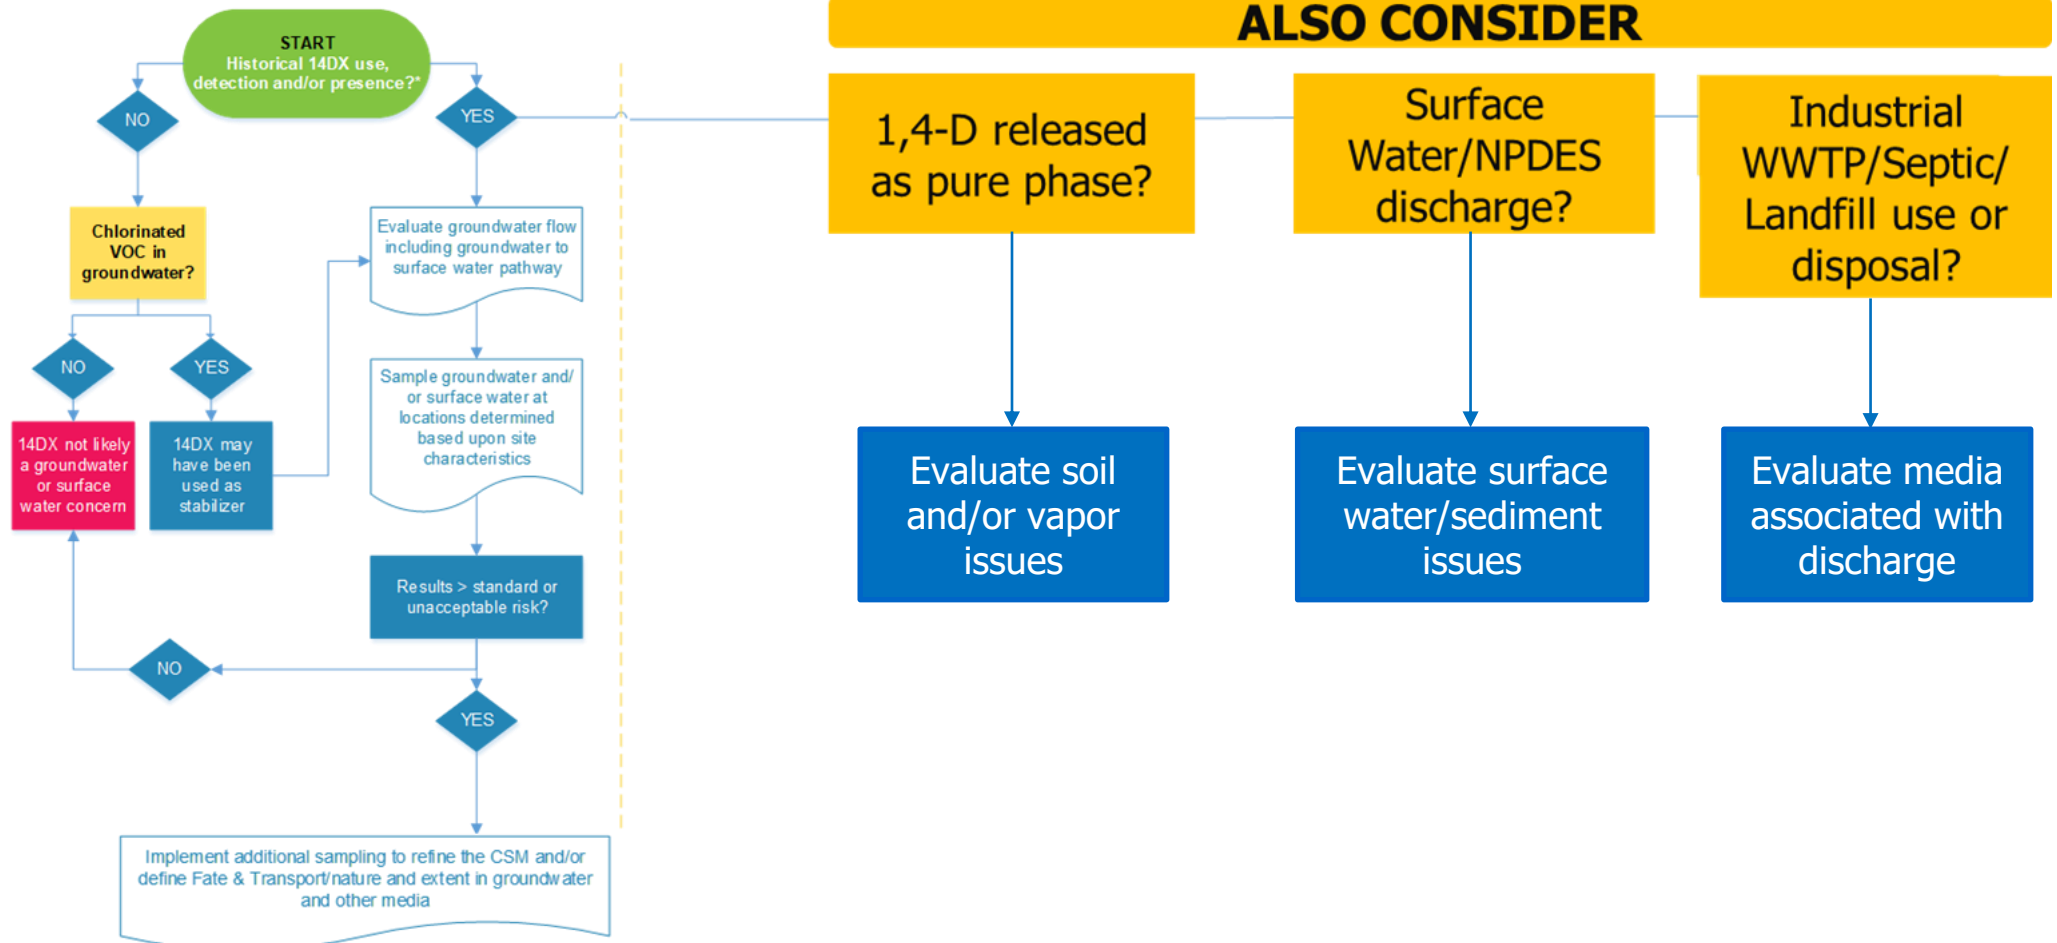 START
Historical 14DX use,
detection and/or presence?*
NO
YES
Chlorinated
VOC in
groundwater?
NO
YES
14DX not likely
a groundwater
or surface
water concern
14DX may
have been
used as
stabilizer
Evaluate groundwater flow
including groundwater to
surface water pathway
Sample groundwater and/
or surface water at
locations determined
based upon site
characteristics
Results > standard or
unacceptable risk?
NO
YES
Implement additional sampling to refine the CSM and/or
define Fate & Transport/nature and extent in groundwater
and other media
ALSO CONSIDER
1,4-D released
as pure phase?
Surface
Water/NPDES
discharge?
Industrial
WWTP/Septic/
Landfill use or
disposal?
Evaluate soil
and/or vapor
issues
Evaluate surface
water/sediment
issues
Evaluate media
associated with
discharge